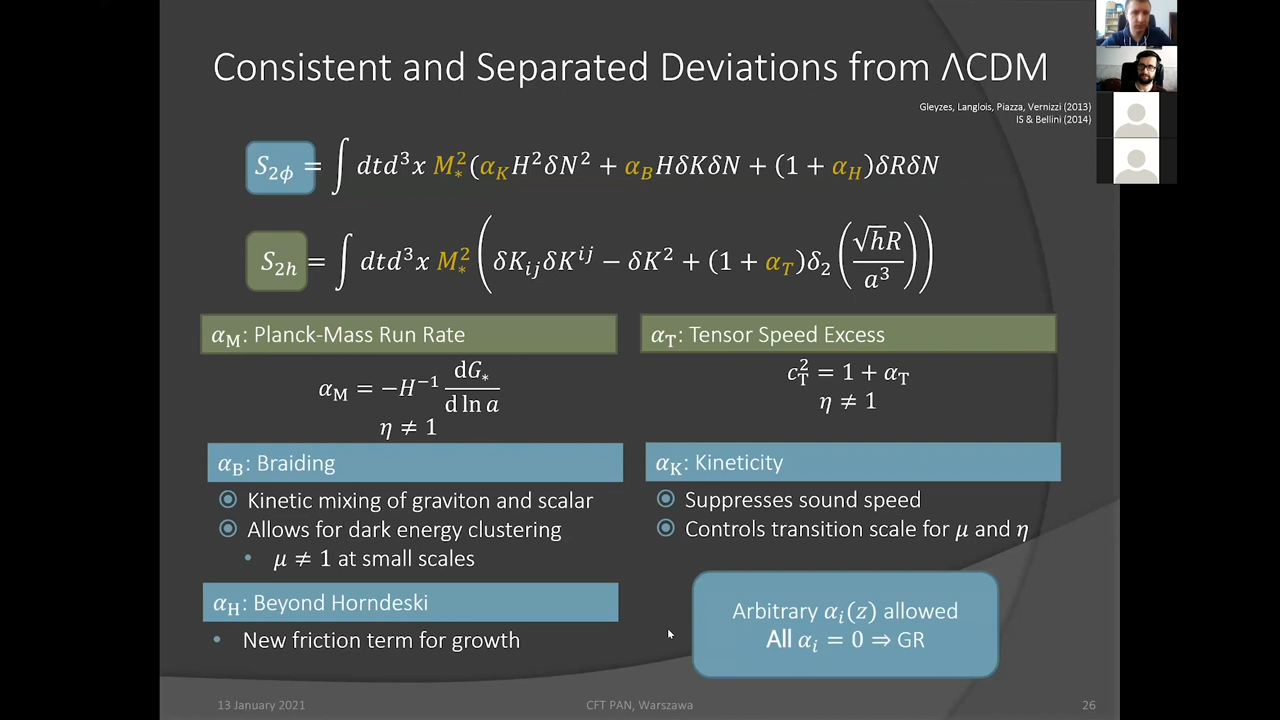 Consistent and Separated Deviations from ΛCDM
Gleyzes, Langlois, Piazza, Vernizzi (2013)
IS & Bellini (2014)
S₂ϕ = ∫ dtd³x M∗² (α_K H²δN² + α_B HδKδN + (1 + α_H)δRδN
S₂h = ∫ dtd³x M∗² (δK_ij δK^ij − δK² + (1 + α_T)δ₂ (√h R / a³))
α_M: Planck-Mass Run Rate
α_M = −H⁻¹ dG∗ / d ln a
η ≠ 1
α_T: Tensor Speed Excess
c_T² = 1 + α_T
η ≠ 1
α_B: Braiding
Kinetic mixing of graviton and scalar
Allows for dark energy clustering
• μ ≠ 1 at small scales
α_K: Kineticity
Suppresses sound speed
Controls transition scale for μ and η
α_H: Beyond Horndeski
• New friction term for growth
Arbitrary α_i(z) allowed
All α_i = 0 ⇒ GR
13 January 2021
CFT PAN, Warszawa
26